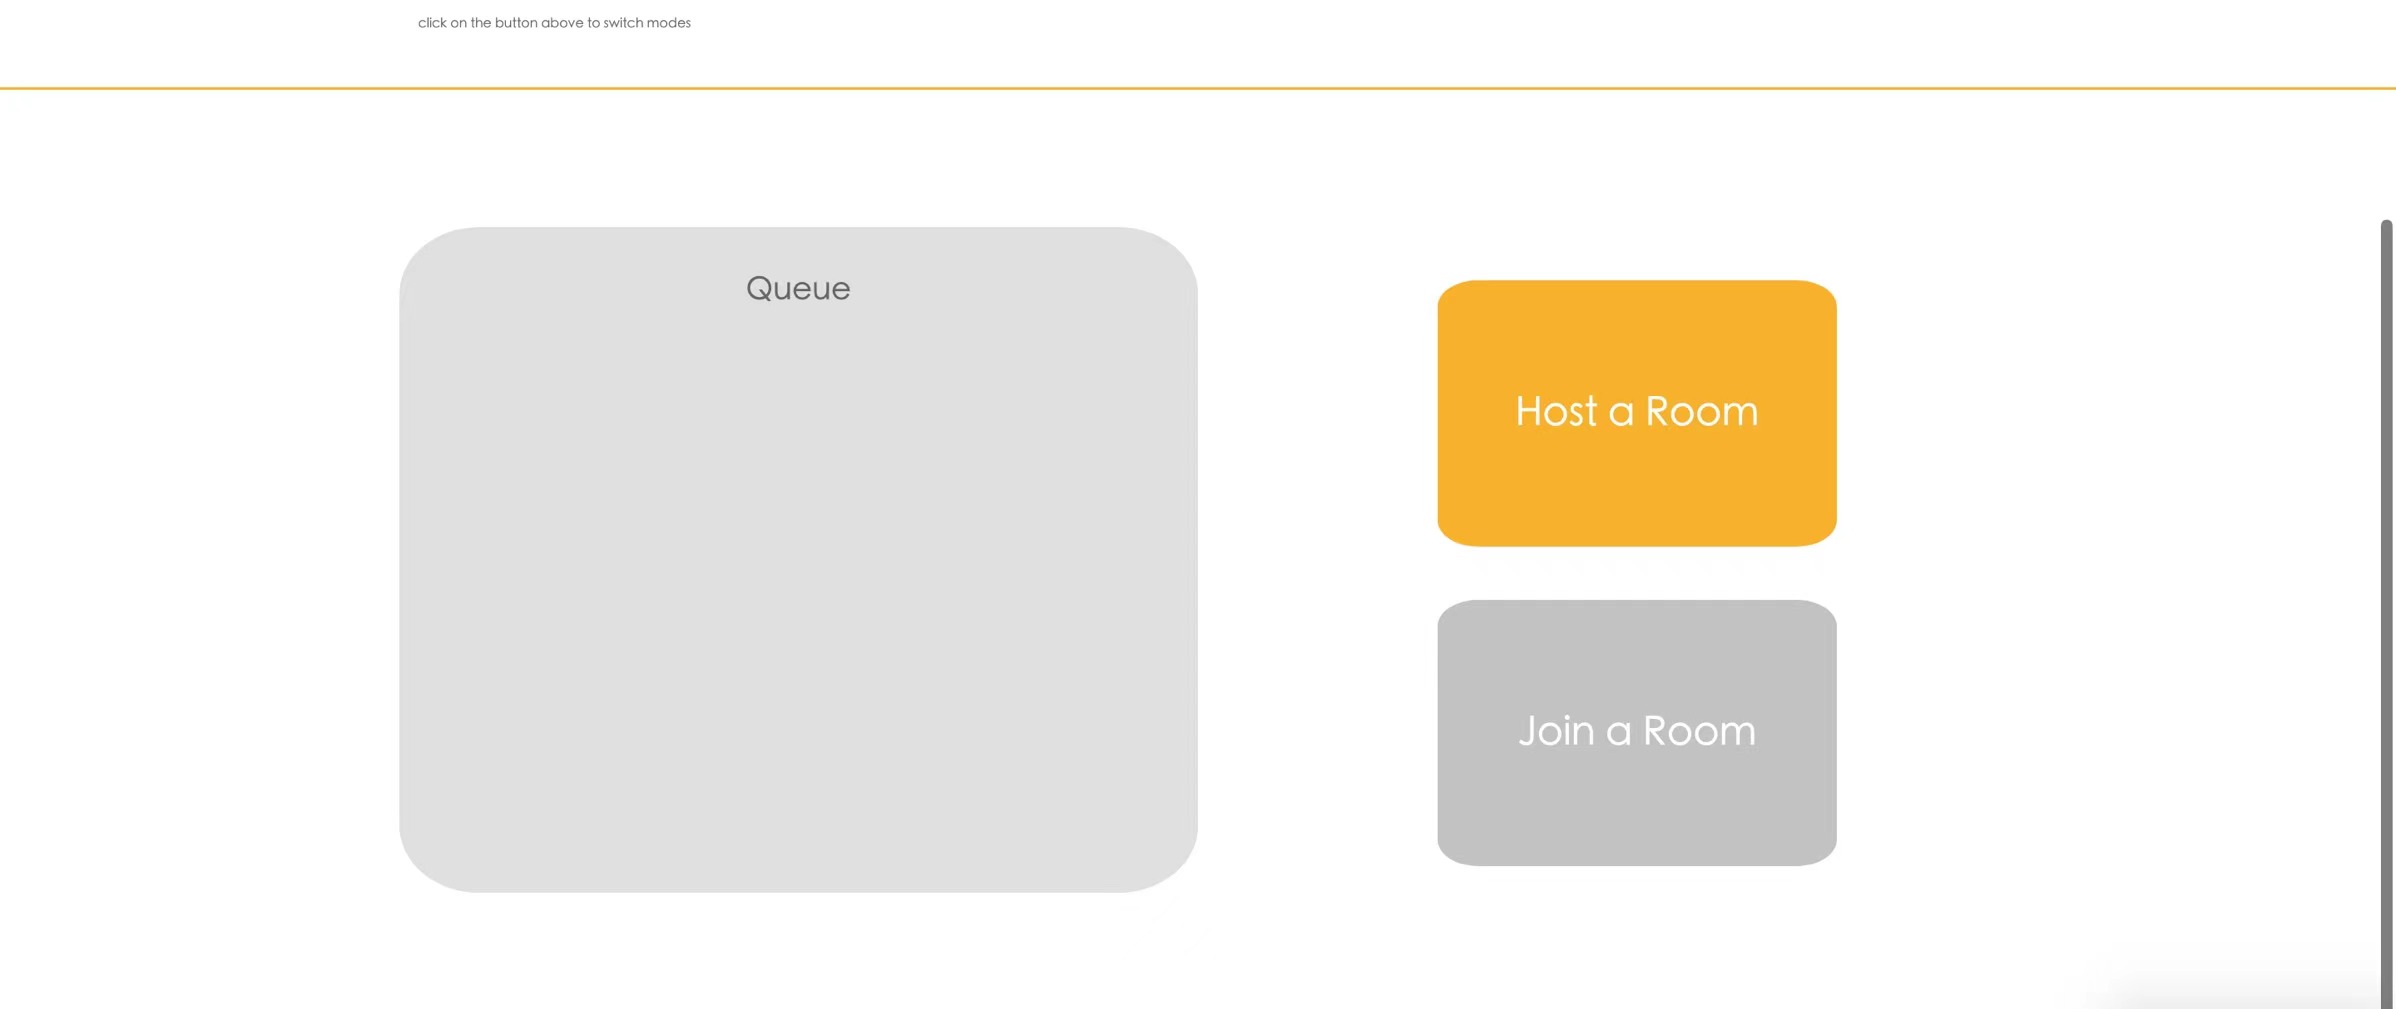 click on the button above to switch modes
Queue
Host a Room
Join a Room